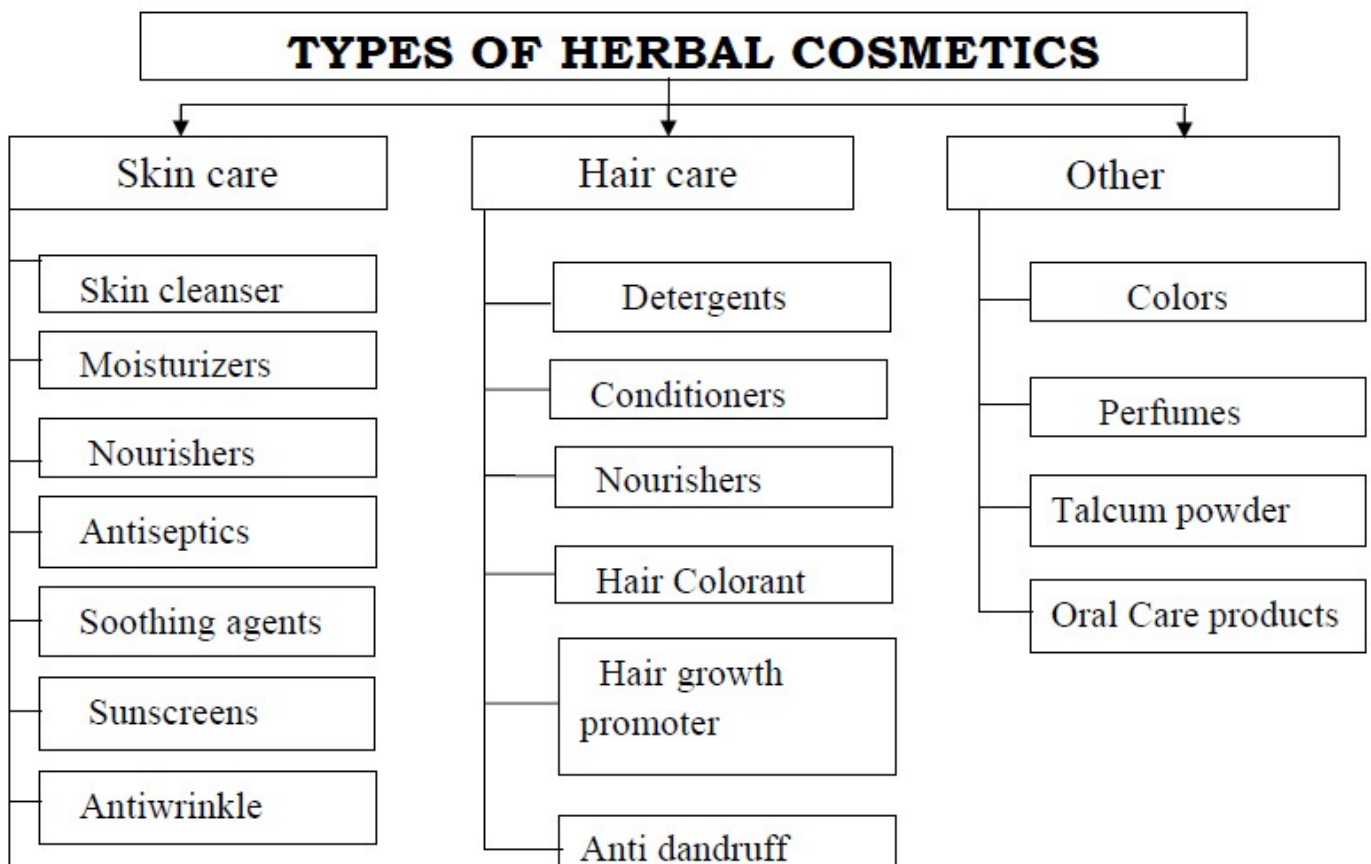 TYPES OF HERBAL COSMETICS
Skin care
Hair care
Other
Skin cleanser
Moisturizers
Nourishers
Antiseptics
Soothing agents
Sunscreens
Antiwrinkle
Detergents
Conditioners
Nourishers
Hair Colorant
Hair growth
promoter
Anti dandruff
Colors
Perfumes
Talcum powder
Oral Care products